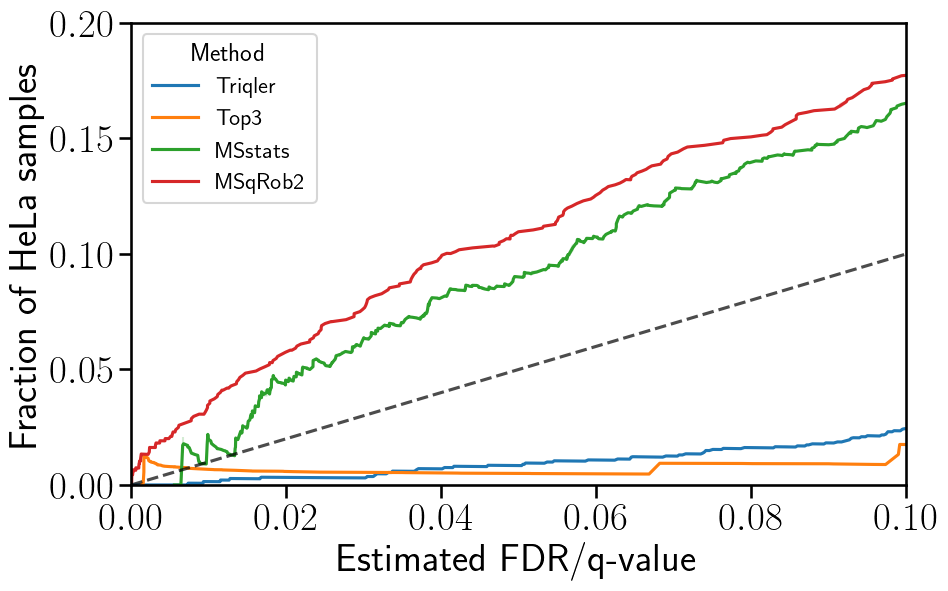 Method
Triqler
Top3
MSstats
MSqRob2
Fraction of HeLa samples
0.20
0.15
0.10
0.05
0.00
0.00 0.02 0.04 0.06 0.08 0.10
Estimated FDR/q-value